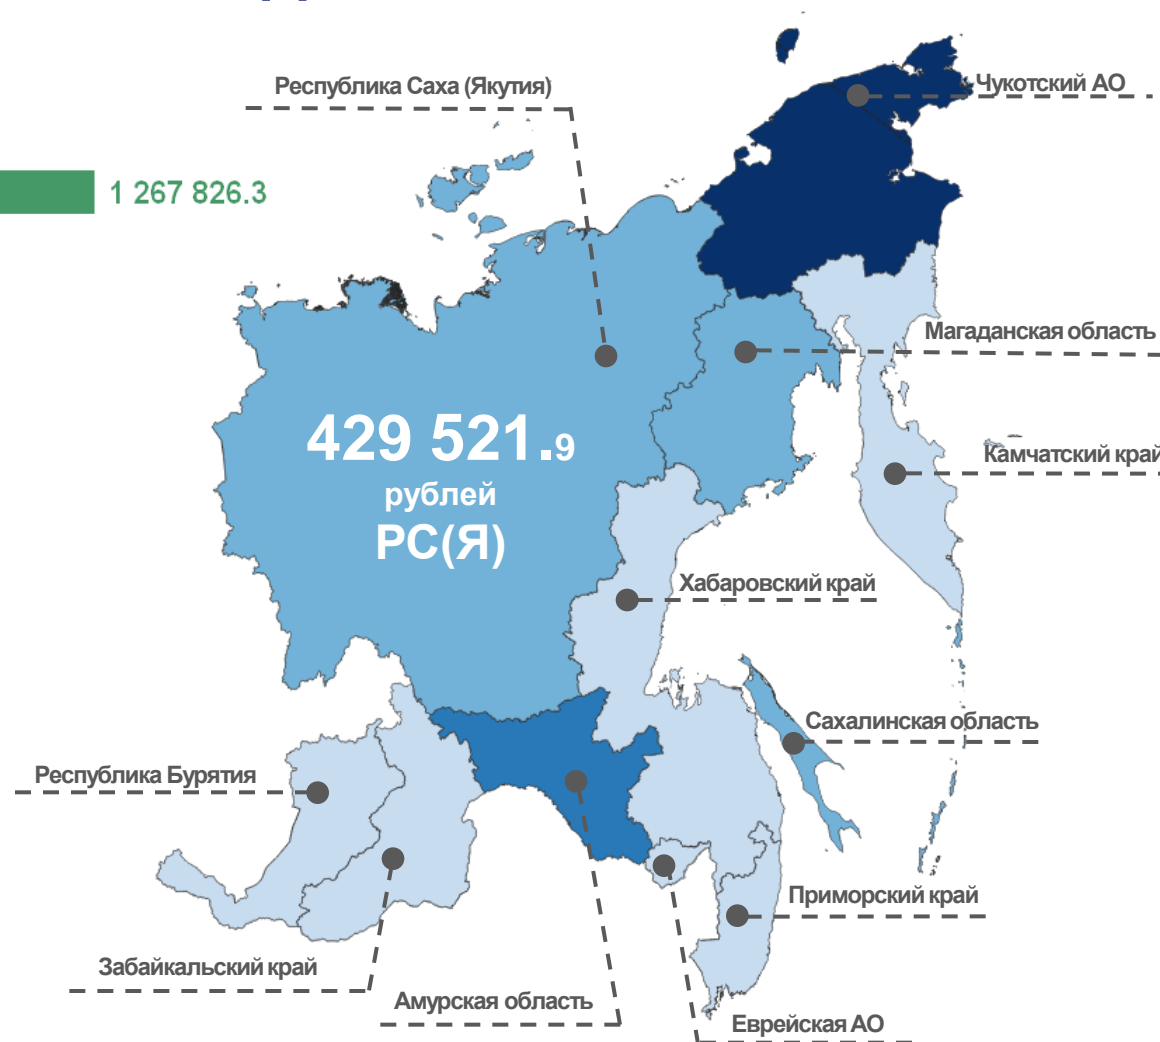 Республика Саха (Якутия)
Чукотский АО
1 267 826.3
Магаданская область
429 521.9
рублей
РС(Я)
Камчатский край
Хабаровский край
Сахалинская область
Республика Бурятия
Приморский край
Забайкальский край
Амурская область
Еврейская АО